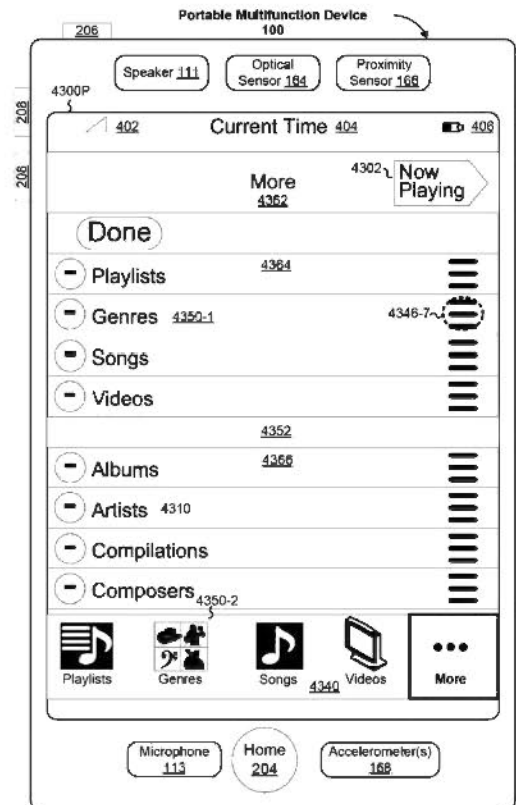 Portable Multifunction Device
100
206
Speaker 111
Optical
Sensor 164
Proximity
Sensor 166
4300P
208
208
402
Current Time 404
406
More
4362
4302
Now
Playing
Done
Playlists
4364
Genres 4350-1
4346-7
Songs
Videos
4352
Albums
4366
Artists 4310
Compilations
Composers
4350-2
Playlists
Genres
Songs
4340
Videos
More
Microphone
113
Home
204
Accelerometer(s)
168